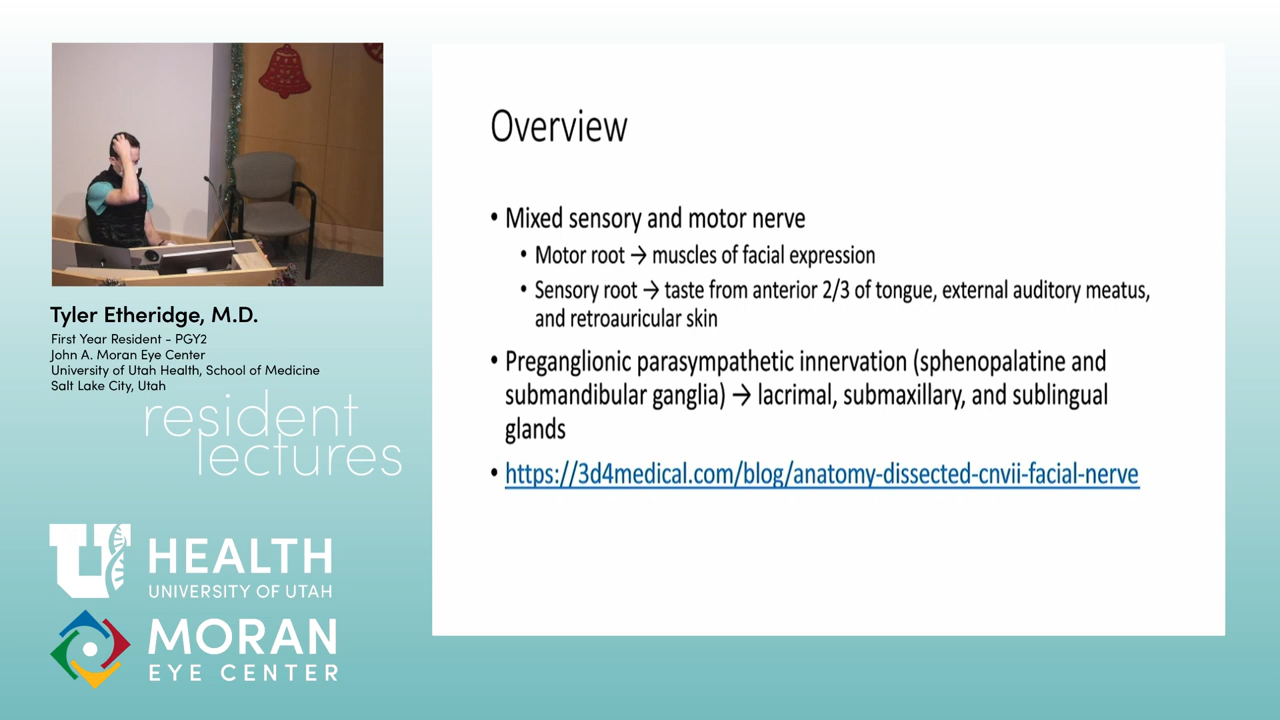 Tyler Etheridge, M.D.
First Year Resident - PGY2
John A. Moran Eye Center
University of Utah Health, School of Medicine
Salt Lake City, Utah
resident
lectures
U HEALTH
UNIVERSITY OF UTAH
MORAN
EYE CENTER
Overview
• Mixed sensory and motor nerve
• Motor root → muscles of facial expression
• Sensory root → taste from anterior 2/3 of tongue, external auditory meatus,
and retroauricular skin
• Preganglionic parasympathetic innervation (sphenopalatine and
submandibular ganglia) → lacrimal, submaxillary, and sublingual
glands
• https://3d4medical.com/blog/anatomy-dissected-cnvii-facial-nerve